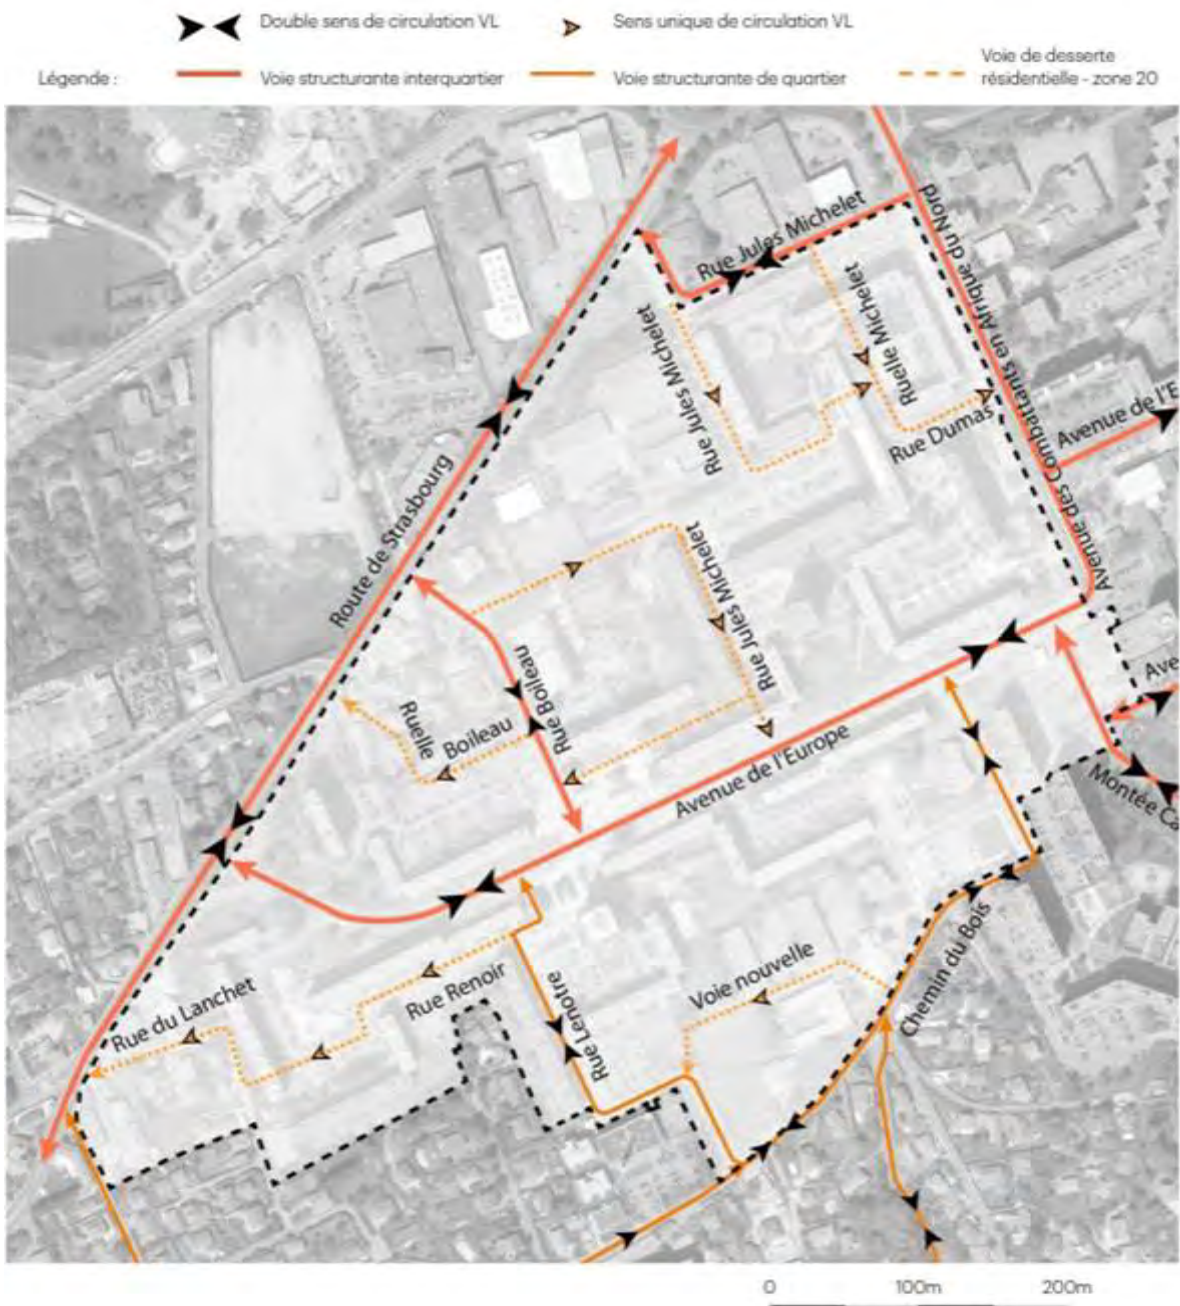 Double sens de circulation VL
Sens unique de circulation VL
Légende :
Voie structurante interquartier
Voie structurante de quartier
Voie de desserte
résidentielle - zone 20
Rue Jules Michelet
Avenue des Combattants en Afrique du Nord
Rue Jules Michelet
Ruelle Michelet
Rue Dumas
Avenue de l'E
Route de Strasbourg
Rue Jules Michelet
Rue Boileau
Ruelle
Boileau
Ave
Avenue de l'Europe
Montée Ca
Chemin du Bois
Voie nouvelle
Rue Renoir
Rue Lenotre
Rue du Lanchet
0
100m
200m